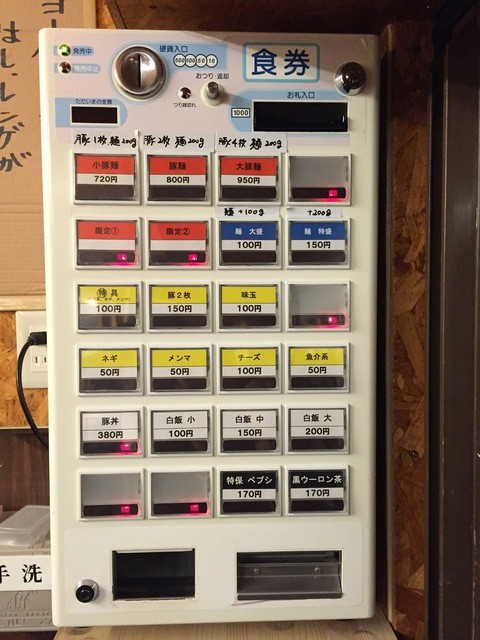 ヨー
はし・レンゲが
発売中
発売中止
硬貨入口
500 100 50 10
おつり・返却
つり銭切れ
食券
お札入口
1000
ただいまの金額
豚1枚 麺200g
豚2枚 麺200g
豚4枚 麺200g
小豚麺
720円
豚麺
800円
大豚麺
950円
麺+100g
+200g
限定①
限定②
麺 大盛
100円
麺 特盛
150円
具
100円
豚2枚
150円
味玉
100円
ネギ
50円
メンマ
50円
チーズ
100円
魚介系
50円
豚丼
380円
白飯 小
100円
白飯 中
150円
白飯 大
200円
特保 ペプシ
170円
黒ウーロン茶
170円
手洗